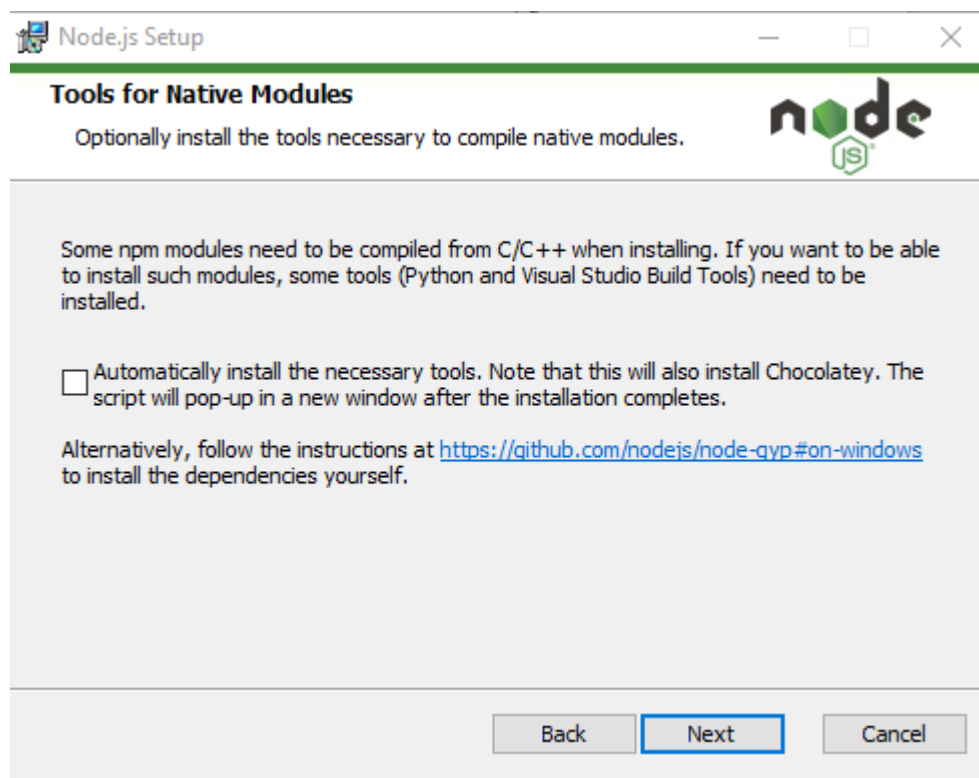 Node.js Setup
Tools for Native Modules
Optionally install the tools necessary to compile native modules.
node
JS
Some npm modules need to be compiled from C/C++ when installing. If you want to be able
to install such modules, some tools (Python and Visual Studio Build Tools) need to be
installed.
Automatically install the necessary tools. Note that this will also install Chocolatey. The
script will pop-up in a new window after the installation completes.
Alternatively, follow the instructions at https://github.com/nodejs/node-gyp#on-windows
to install the dependencies yourself.
Back Next Cancel